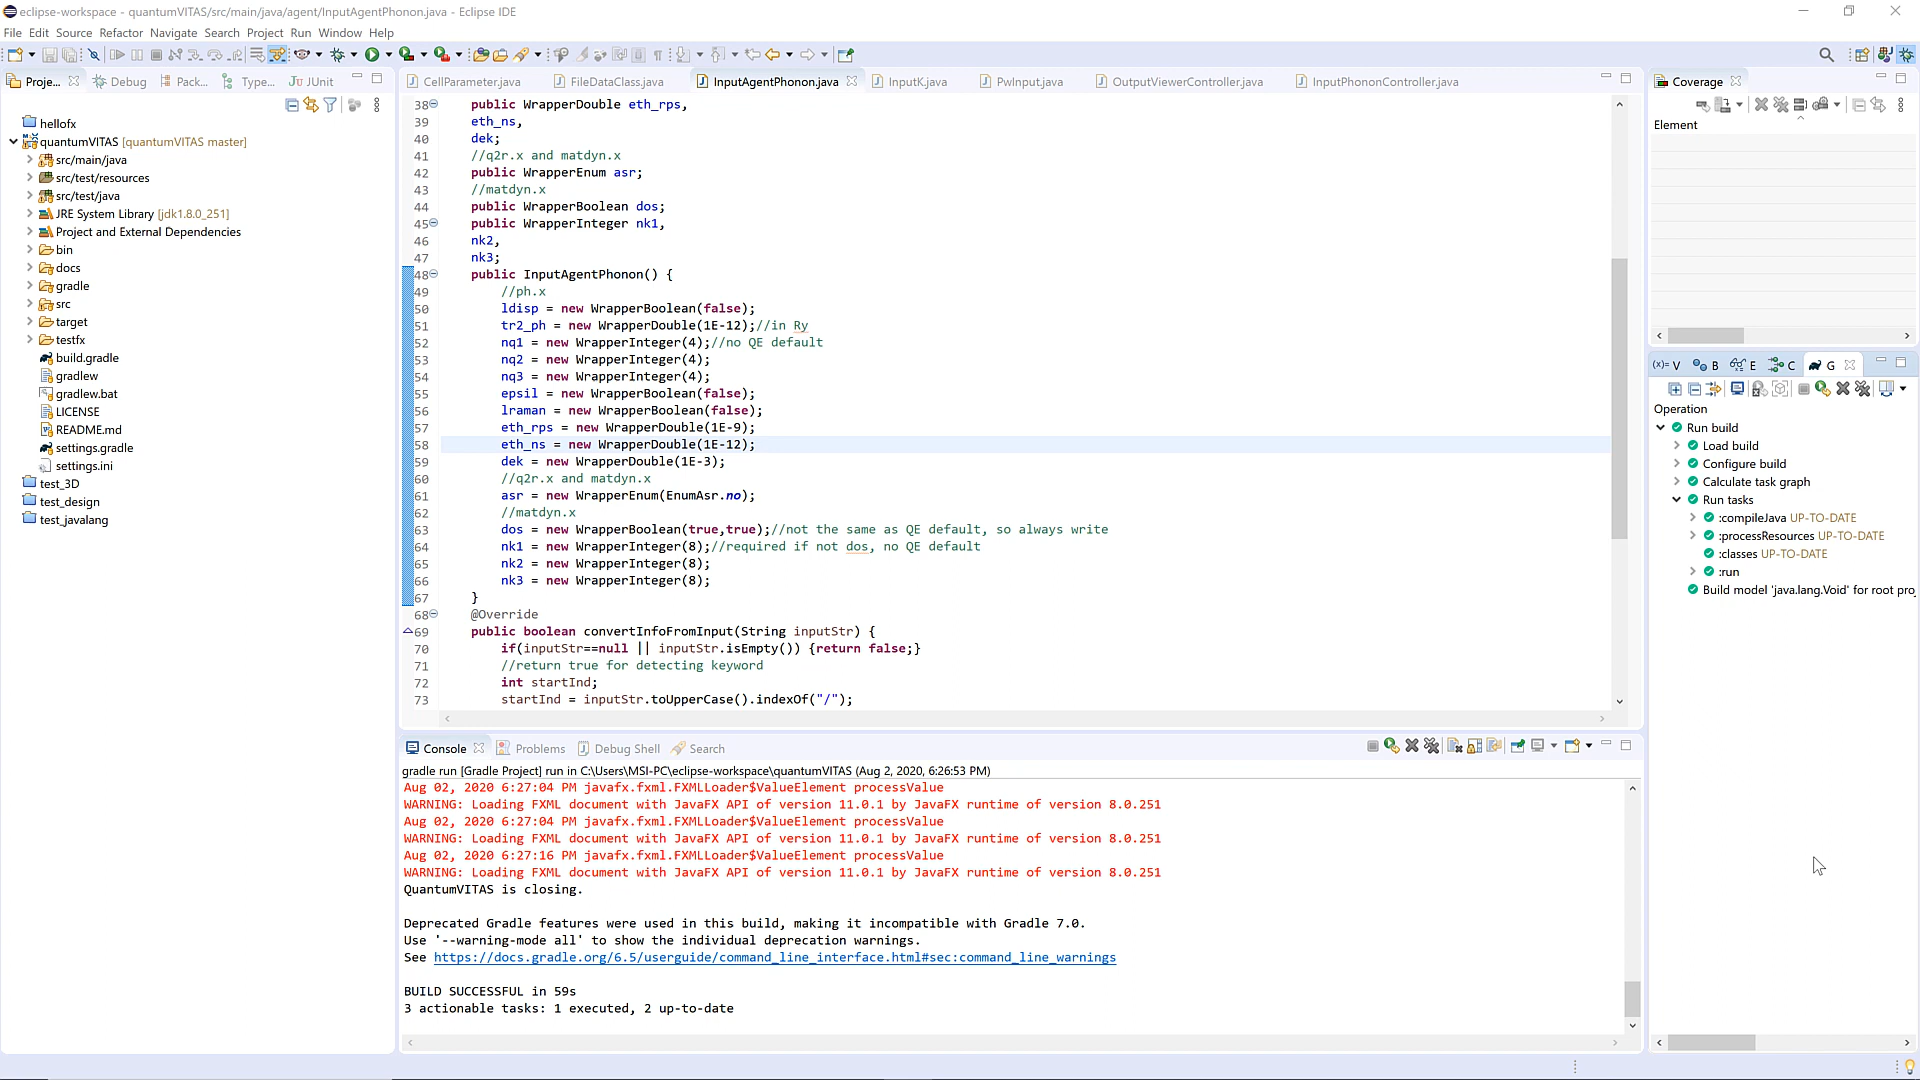 eclipse-workspace - quantumVITAS/src/main/java/agent/InputAgentPhonon.java - Eclipse IDE
File Edit Source Refactor Navigate Search Project Run Window Help
Proje... Debug Pack... Type... JUnit
hellofx
quantumVITAS [quantumVITAS master]
src/main/java
src/test/resources
src/test/java
JRE System Library [jdk1.8.0_251]
Project and External Dependencies
bin
docs
gradle
src
target
testfx
build.gradle
gradlew
gradlew.bat
LICENSE
README.md
settings.gradle
settings.ini
test_3D
test_design
test_javalang
CellParameter.java FileDataClass.java InputAgentPhonon.java InputK.java PwInput.java OutputViewerController.java InputPhononController.java
38 public WrapperDouble eth_rps,
39 eth_ns,
40 dek;
41 //q2r.x and matdyn.x
42 public WrapperEnum asr;
43 //matdyn.x
44 public WrapperBoolean dos;
45 public WrapperInteger nk1,
46 nk2,
47 nk3;
48 public InputAgentPhonon() {
49 //ph.x
50 ldisp = new WrapperBoolean(false);
51 tr2_ph = new WrapperDouble(1E-12);//in Ry
52 nq1 = new WrapperInteger(4);//no QE default
53 nq2 = new WrapperInteger(4);
54 nq3 = new WrapperInteger(4);
55 epsil = new WrapperBoolean(false);
56 lraman = new WrapperBoolean(false);
57 eth_rps = new WrapperDouble(1E-9);
58 eth_ns = new WrapperDouble(1E-12);
59 dek = new WrapperDouble(1E-3);
60 //q2r.x and matdyn.x
61 asr = new WrapperEnum(EnumAsr.no);
62 //matdyn.x
63 dos = new WrapperBoolean(true,true);//not the same as QE default, so always write
64 nk1 = new WrapperInteger(8);//required if not dos, no QE default
65 nk2 = new WrapperInteger(8);
66 nk3 = new WrapperInteger(8);
67 }
68 @Override
69 public boolean convertInfoFromInput(String inputStr) {
70 if(inputStr==null || inputStr.isEmpty()) {return false;}
71 //return true for detecting keyword
72 int startInd;
73 startInd = inputStr.toUpperCase().indexOf("/");
Console Problems Debug Shell Search
gradle run [Gradle Project] run in C:\Users\MSI-PC\eclipse-workspace\quantumVITAS (Aug 2, 2020, 6:26:53 PM)
Aug 02, 2020 6:27:04 PM javafx.fxml.FXMLLoader$ValueElement processValue
WARNING: Loading FXML document with JavaFX API of version 11.0.1 by JavaFX runtime of version 8.0.251
Aug 02, 2020 6:27:04 PM javafx.fxml.FXMLLoader$ValueElement processValue
WARNING: Loading FXML document with JavaFX API of version 11.0.1 by JavaFX runtime of version 8.0.251
Aug 02, 2020 6:27:16 PM javafx.fxml.FXMLLoader$ValueElement processValue
WARNING: Loading FXML document with JavaFX API of version 11.0.1 by JavaFX runtime of version 8.0.251
QuantumVITAS is closing.
Deprecated Gradle features were used in this build, making it incompatible with Gradle 7.0.
Use '--warning-mode all' to show the individual deprecation warnings.
See https://docs.gradle.org/6.5/userguide/command_line_interface.html#sec:command_line_warnings
BUILD SUCCESSFUL in 59s
3 actionable tasks: 1 executed, 2 up-to-date
Coverage
Element
(x)= V B E C G
Operation
Run build
Load build
Configure build
Calculate task graph
Run tasks
:compileJava UP-TO-DATE
:processResources UP-TO-DATE
:classes UP-TO-DATE
:run
Build model 'java.lang.Void' for root pro